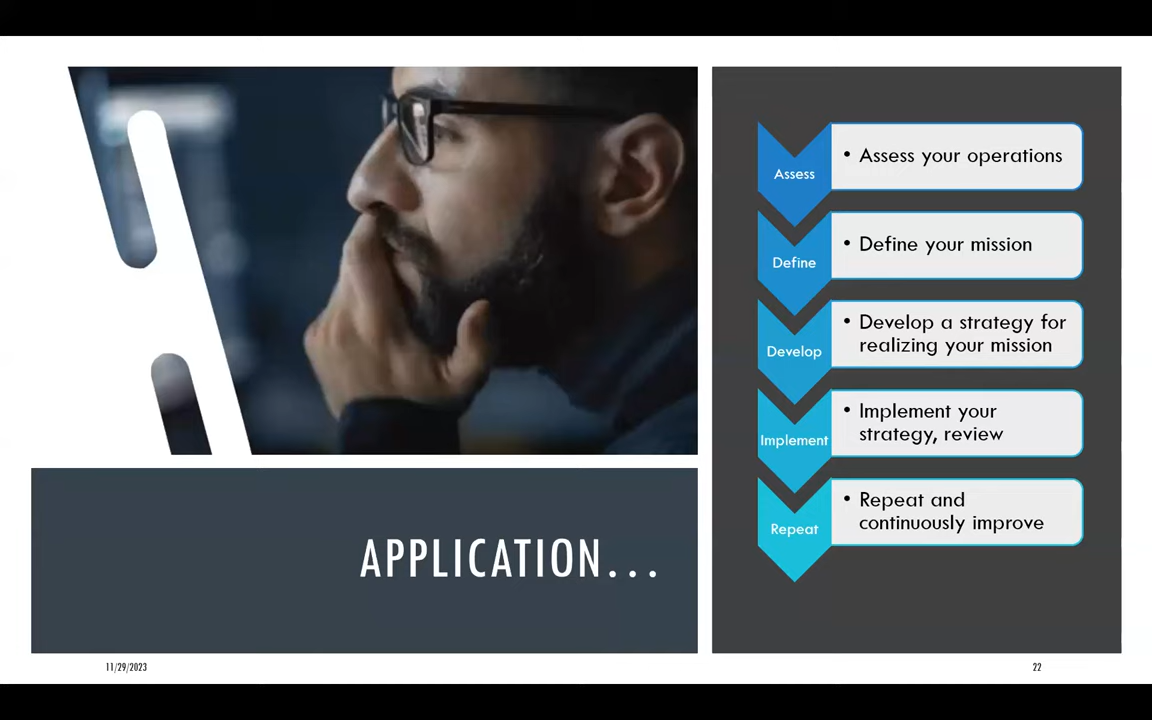 Assess
• Assess your operations
Define
• Define your mission
Develop
• Develop a strategy for
realizing your mission
Implement
• Implement your
strategy, review
Repeat
• Repeat and
continuously improve
APPLICATION...
11/29/2023
22